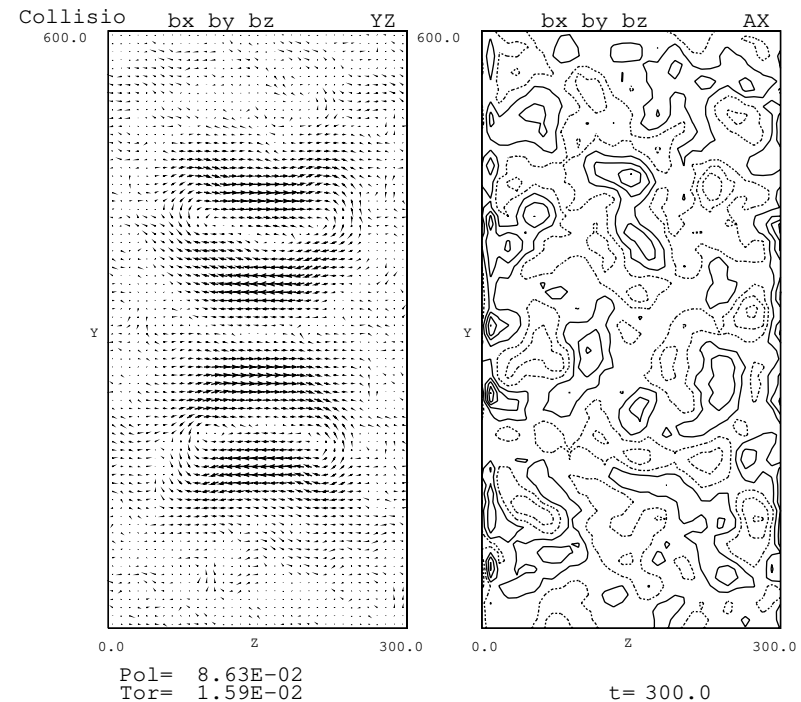 Collisio
bx by bz YZ
bx by bz AX
600.0
600.0
Y
Y
0.0 Z 300.0
0.0 Z 300.0
Pol= 8.63E-02
Tor= 1.59E-02
t= 300.0